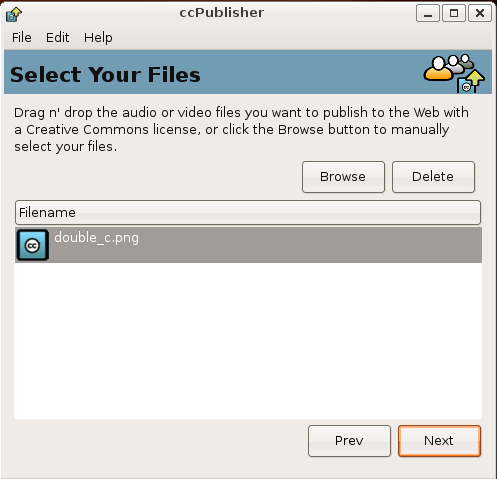 ccPublisher
File Edit Help
Select Your Files
Drag n' drop the audio or video files you want to publish to the Web with
a Creative Commons license, or click the Browse button to manually
select your files.
Browse Delete
Filename
cc double_c.png
Prev Next